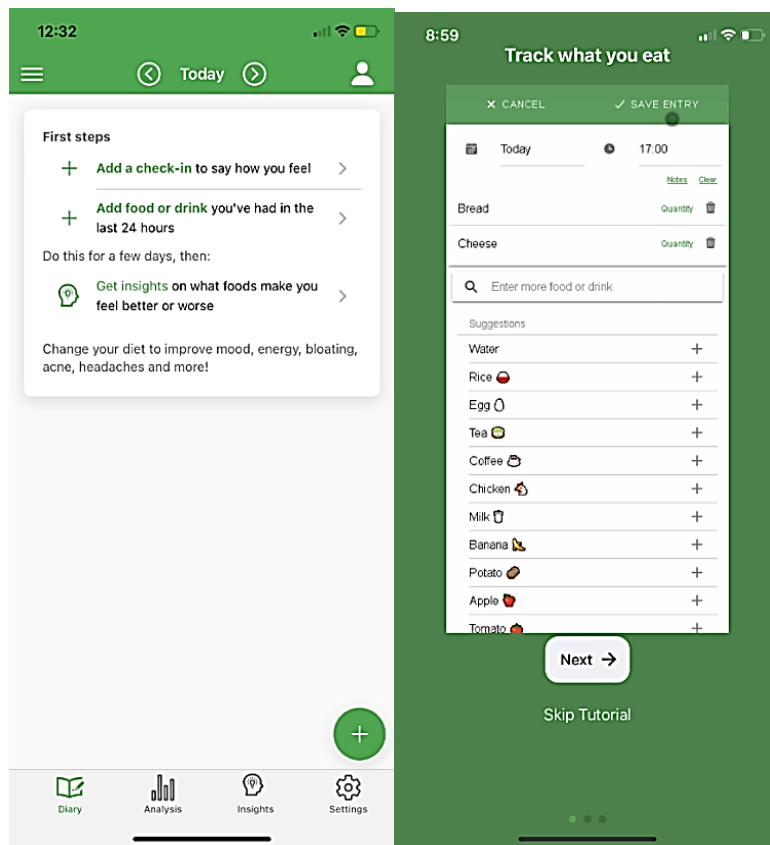 12:32
Today
First steps
Add a check-in to say how you feel
Add food or drink you've had in the
last 24 hours
Do this for a few days, then:
Get insights on what foods make you
feel better or worse
Change your diet to improve mood, energy, bloating,
acne, headaches and more!
Diary
Analysis
Insights
Settings
8:59
Track what you eat
CANCEL
SAVE ENTRY
Today
17:00
Notes Clear
Bread
Quantity
Cheese
Quantity
Enter more food or drink
Suggestions
Water
Rice
Egg
Tea
Coffee
Chicken
Milk
Banana
Potato
Apple
Tomato
Next
Skip Tutorial